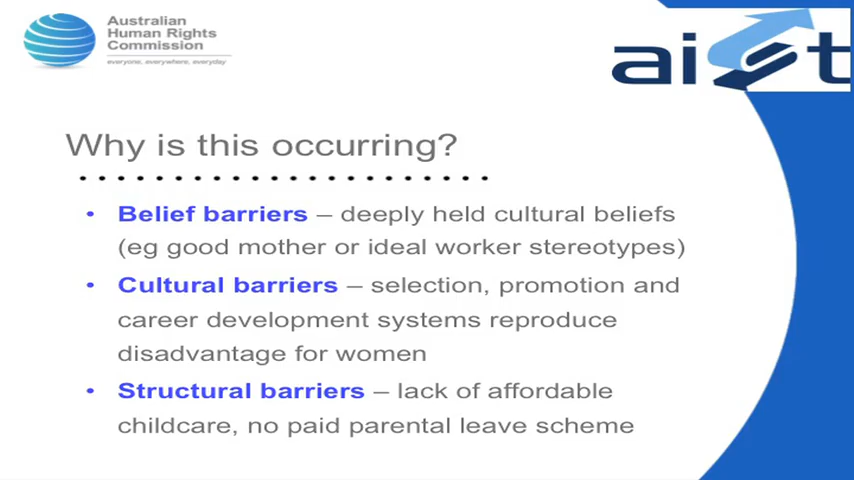 Australian
Human Rights
Commission
everyone, everywhere, everyday
aist
Why is this occurring?
• Belief barriers – deeply held cultural beliefs
(eg good mother or ideal worker stereotypes)
• Cultural barriers – selection, promotion and
career development systems reproduce
disadvantage for women
• Structural barriers – lack of affordable
childcare, no paid parental leave scheme